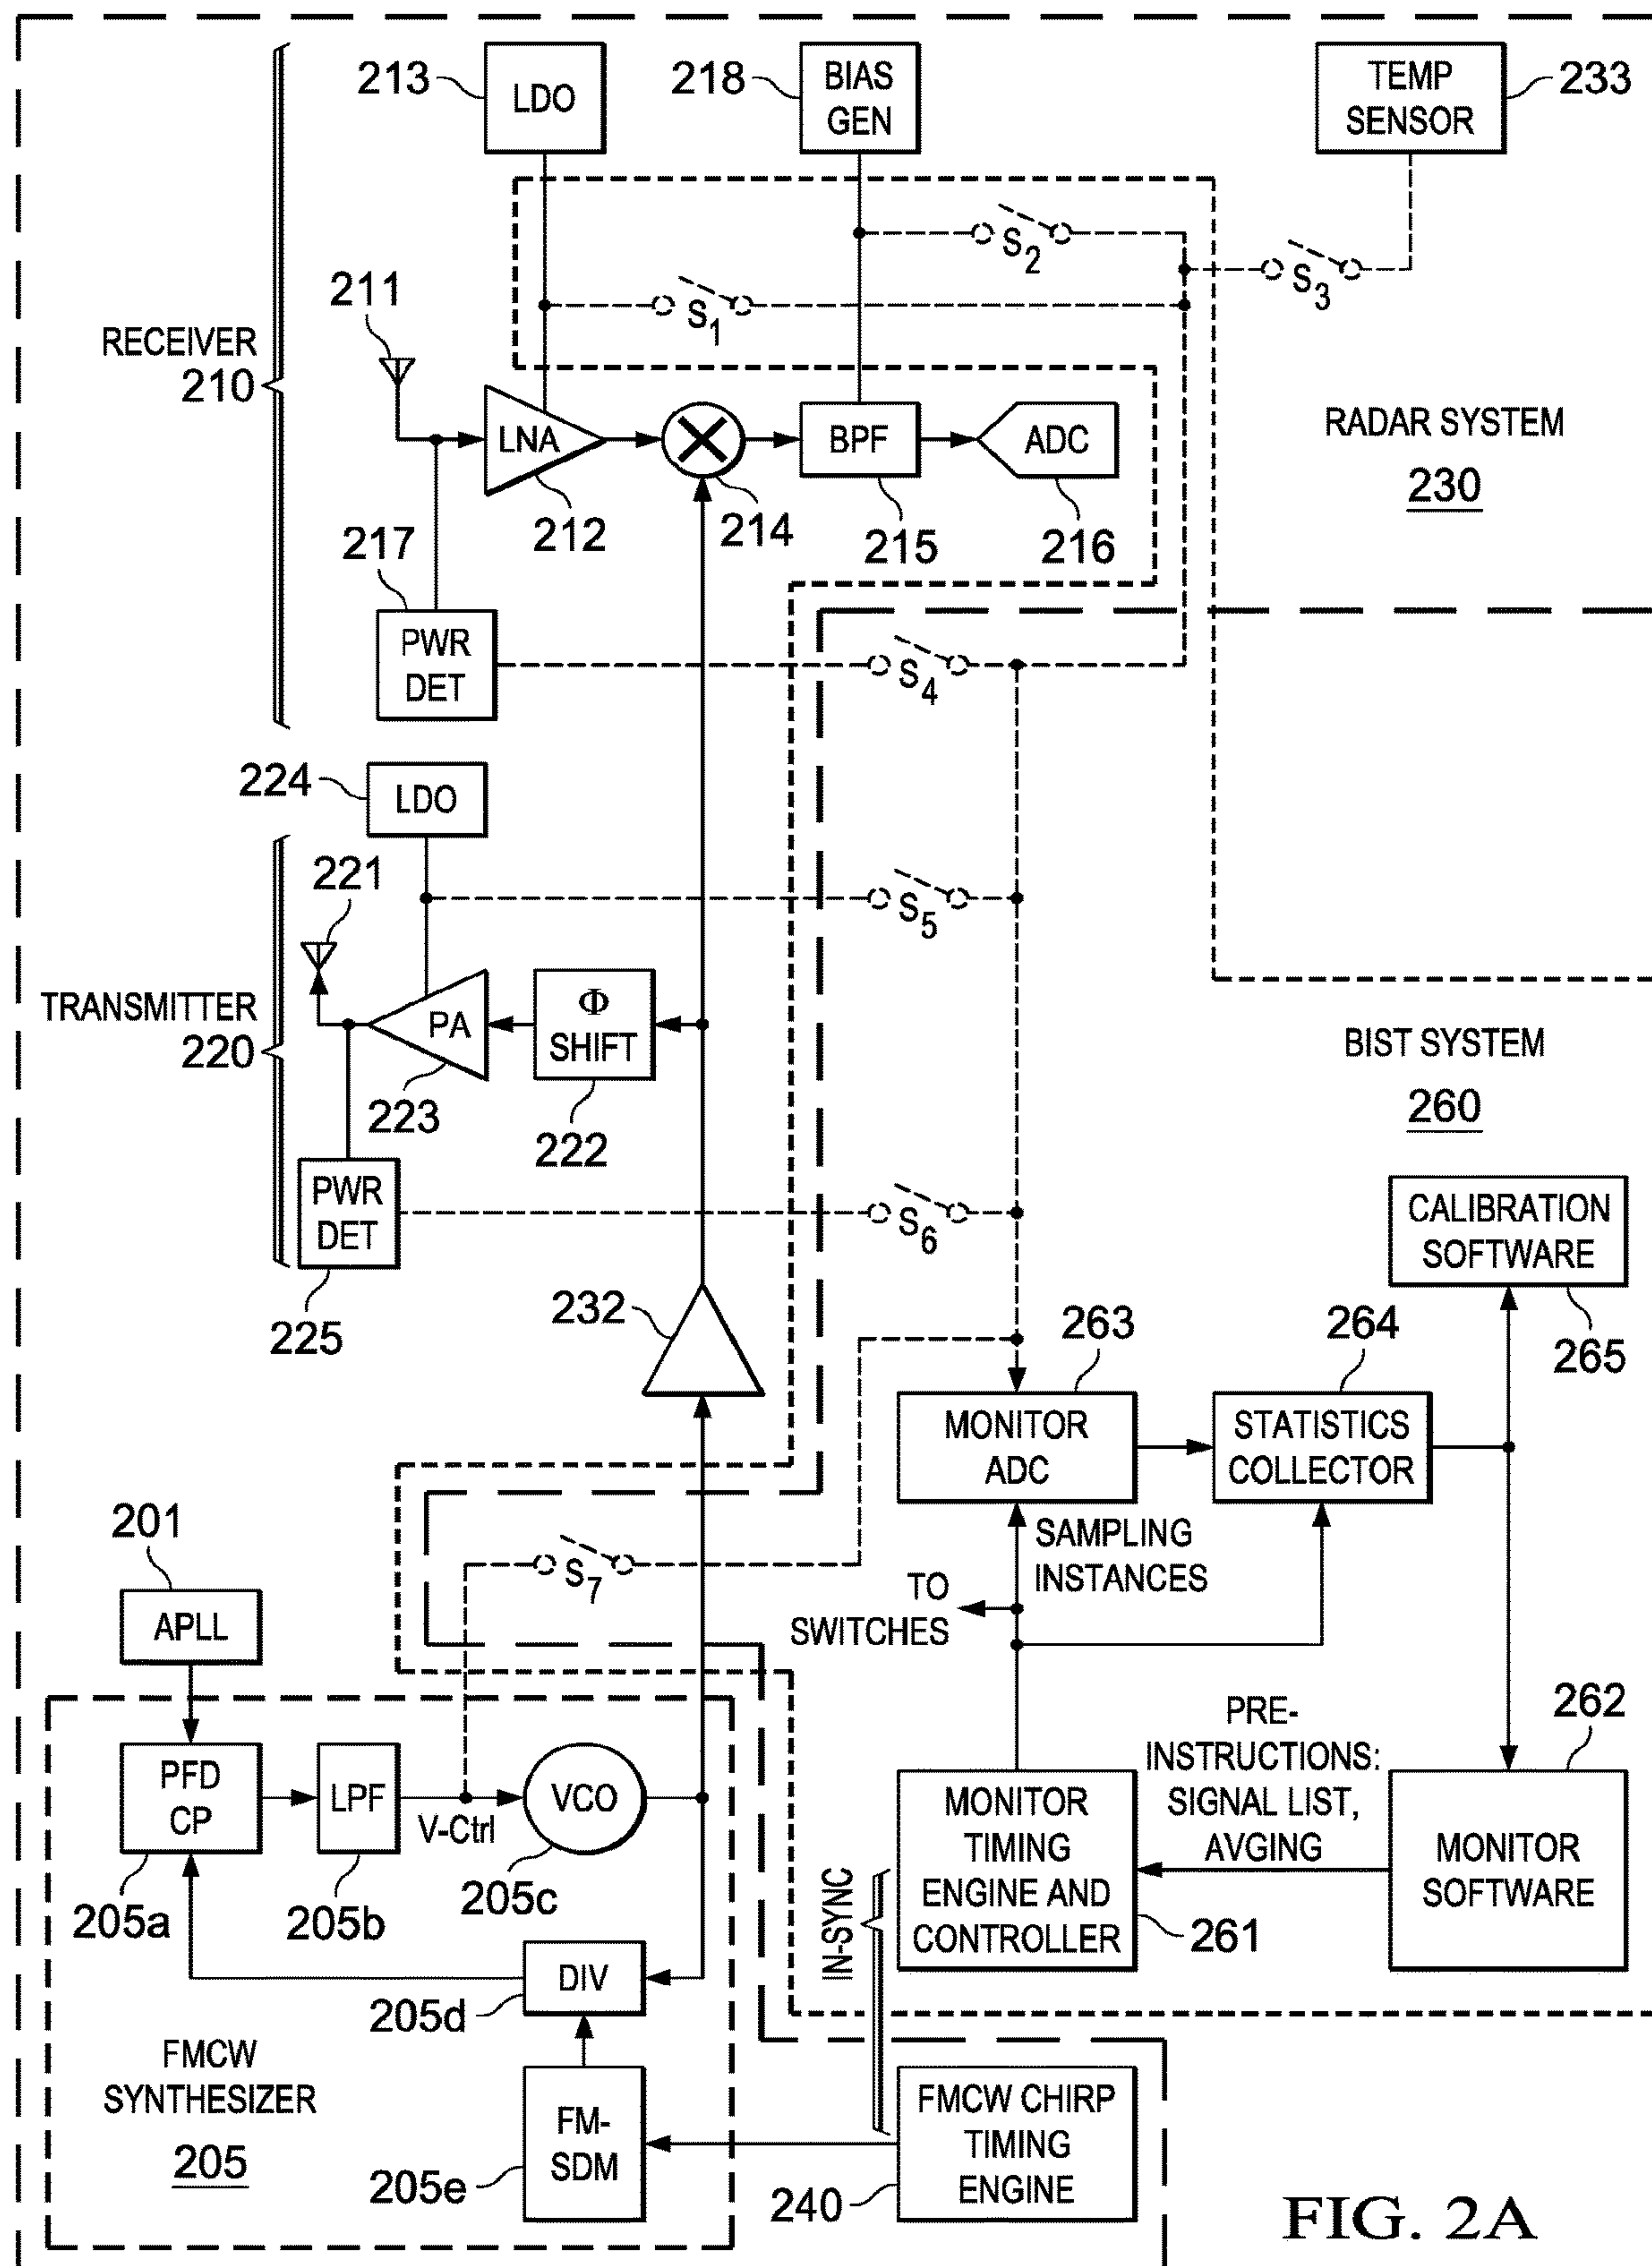 213
LDO
218
BIAS
GEN
TEMP
SENSOR
233
S2
S3
S1
211
RECEIVER
210
LNA
BPF
ADC
RADAR SYSTEM
230
212
214
215
216
217
PWR
DET
S4
224
LDO
221
S5
TRANSMITTER
220
PA
Φ
SHIFT
223
222
BIST SYSTEM
260
PWR
DET
S6
225
CALIBRATION
SOFTWARE
265
232
263
264
MONITOR
ADC
STATISTICS
COLLECTOR
201
APLL
S7
SAMPLING
INSTANCES
TO
SWITCHES
PRE-
INSTRUCTIONS:
SIGNAL LIST,
AVGING
262
PFD
CP
LPF
V-Ctrl
VCO
205a
205b
205c
MONITOR
TIMING
ENGINE AND
CONTROLLER
261
MONITOR
SOFTWARE
IN-SYNC
DIV
205d
FMCW
SYNTHESIZER
205
FM-
SDM
205e
FMCW CHIRP
TIMING
ENGINE
240
FIG. 2A